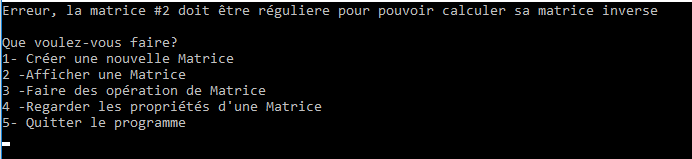 Erreur, la matrice #2 doit être réguliere pour pouvoir calculer sa matrice inverse
Que voulez-vous faire?
1- Créer une nouvelle Matrice
2 -Afficher une Matrice
3 -Faire des opération de Matrice
4 -Regarder les propriétés d'une Matrice
5- Quitter le programme